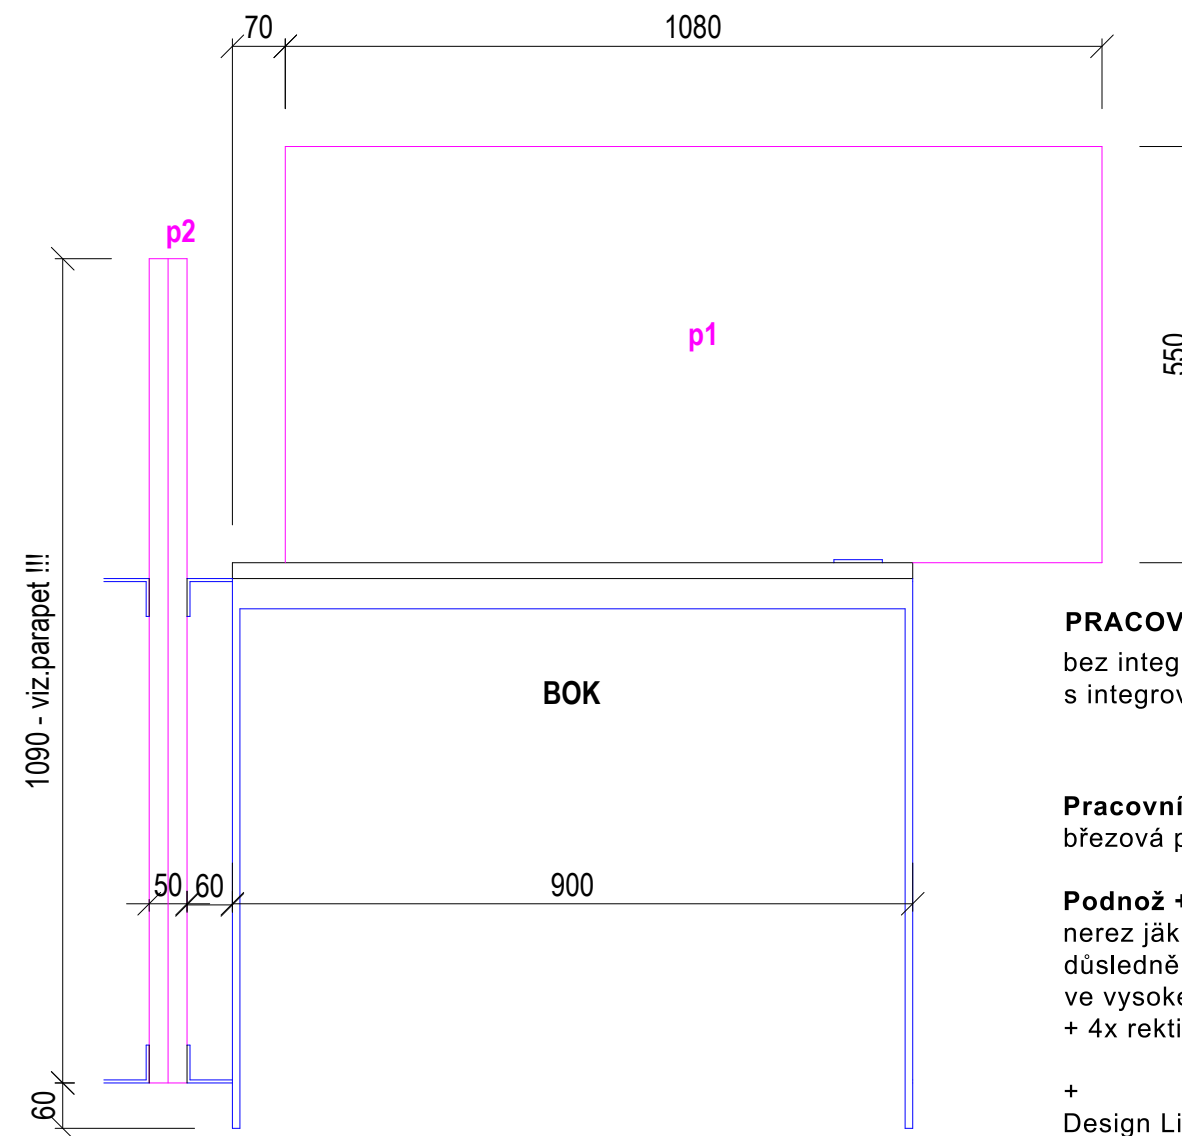 70
1080
p2
p1
550
1090 - viz.parapet !!!
BOK
50
60
900
60
PRACOV
bez integ
s integrov
Pracovní
březová p
Podnož +
nerez jäk
důsledně
ve vysoke
+ 4x rekti
+
Design Li